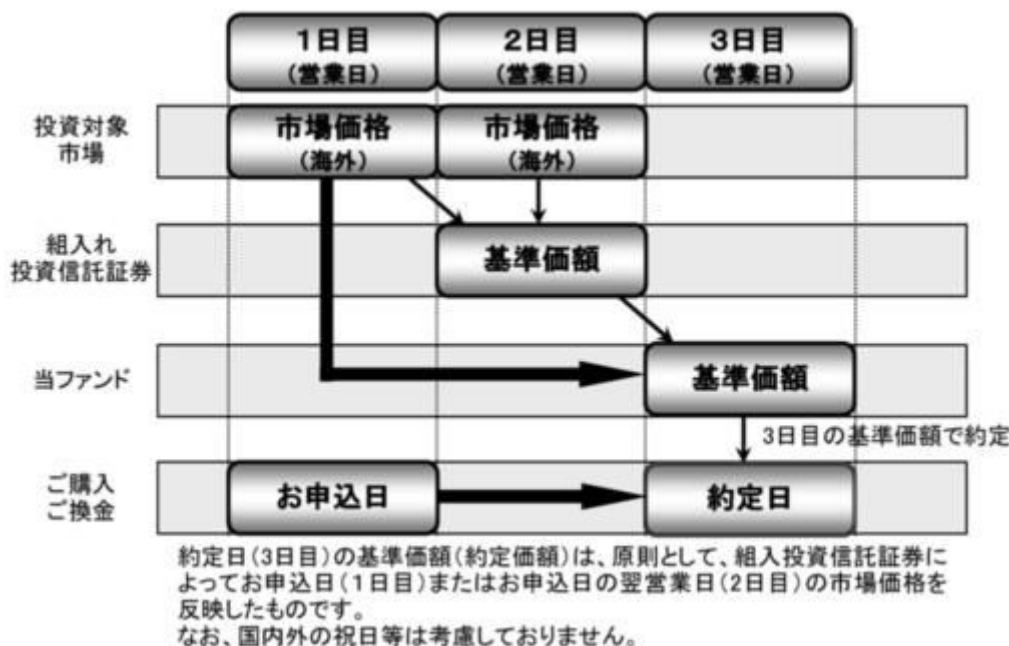 1日目
(営業日)
2日目
(営業日)
3日目
(営業日)
投資対象
市場
市場価格
(海外)
市場価格
(海外)
組入れ
投資信託証券
基準価額
当ファンド
基準価額
3日目の基準価額で約定
ご購入
ご換金
お申込日
約定日
約定日(3日目)の基準価額(約定価額)は、原則として、組入投資信託証券に
よってお申込日(1日目)またはお申込日の翌営業日(2日目)の市場価格を
反映したものです。
なお、国内外の祝日等は考慮しておりません。